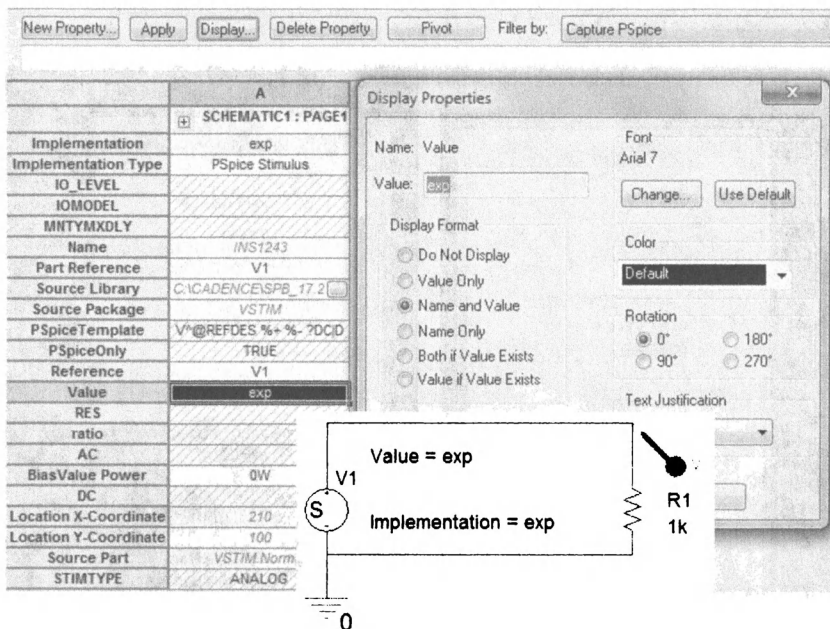 New Property... Apply Display... Delete Property Pivot Filter by: Capture PSpice
A
SCHEMATIC1 : PAGE1
Implementation exp
Implementation Type PSpice Stimulus
IO_LEVEL
IOMODEL
MNTYMXDLY
Name INS1243
Part Reference V1
Source Library C:\CADENCE\SPB_17.2
Source Package VSTIM
PSpiceTemplate V^@REFDES %+ %- ?DC|D
PSpiceOnly TRUE
Reference V1
Value exp
RES
ratio
AC
BiasValue Power 0W
DC
Location X-Coordinate 210
Location Y-Coordinate 100
Source Part VSTIM.Norm
STIMTYPE ANALOG
Display Properties
Name: Value
Value: exp
Font
Arial 7
Change... Use Default
Display Format
Do Not Display
Value Only
Name and Value
Name Only
Both if Value Exists
Value if Value Exists
Color
Default
Rotation
0° 180°
90° 270°
Text Justification
Value = exp
V1
S
Implementation = exp
R1
1k
0